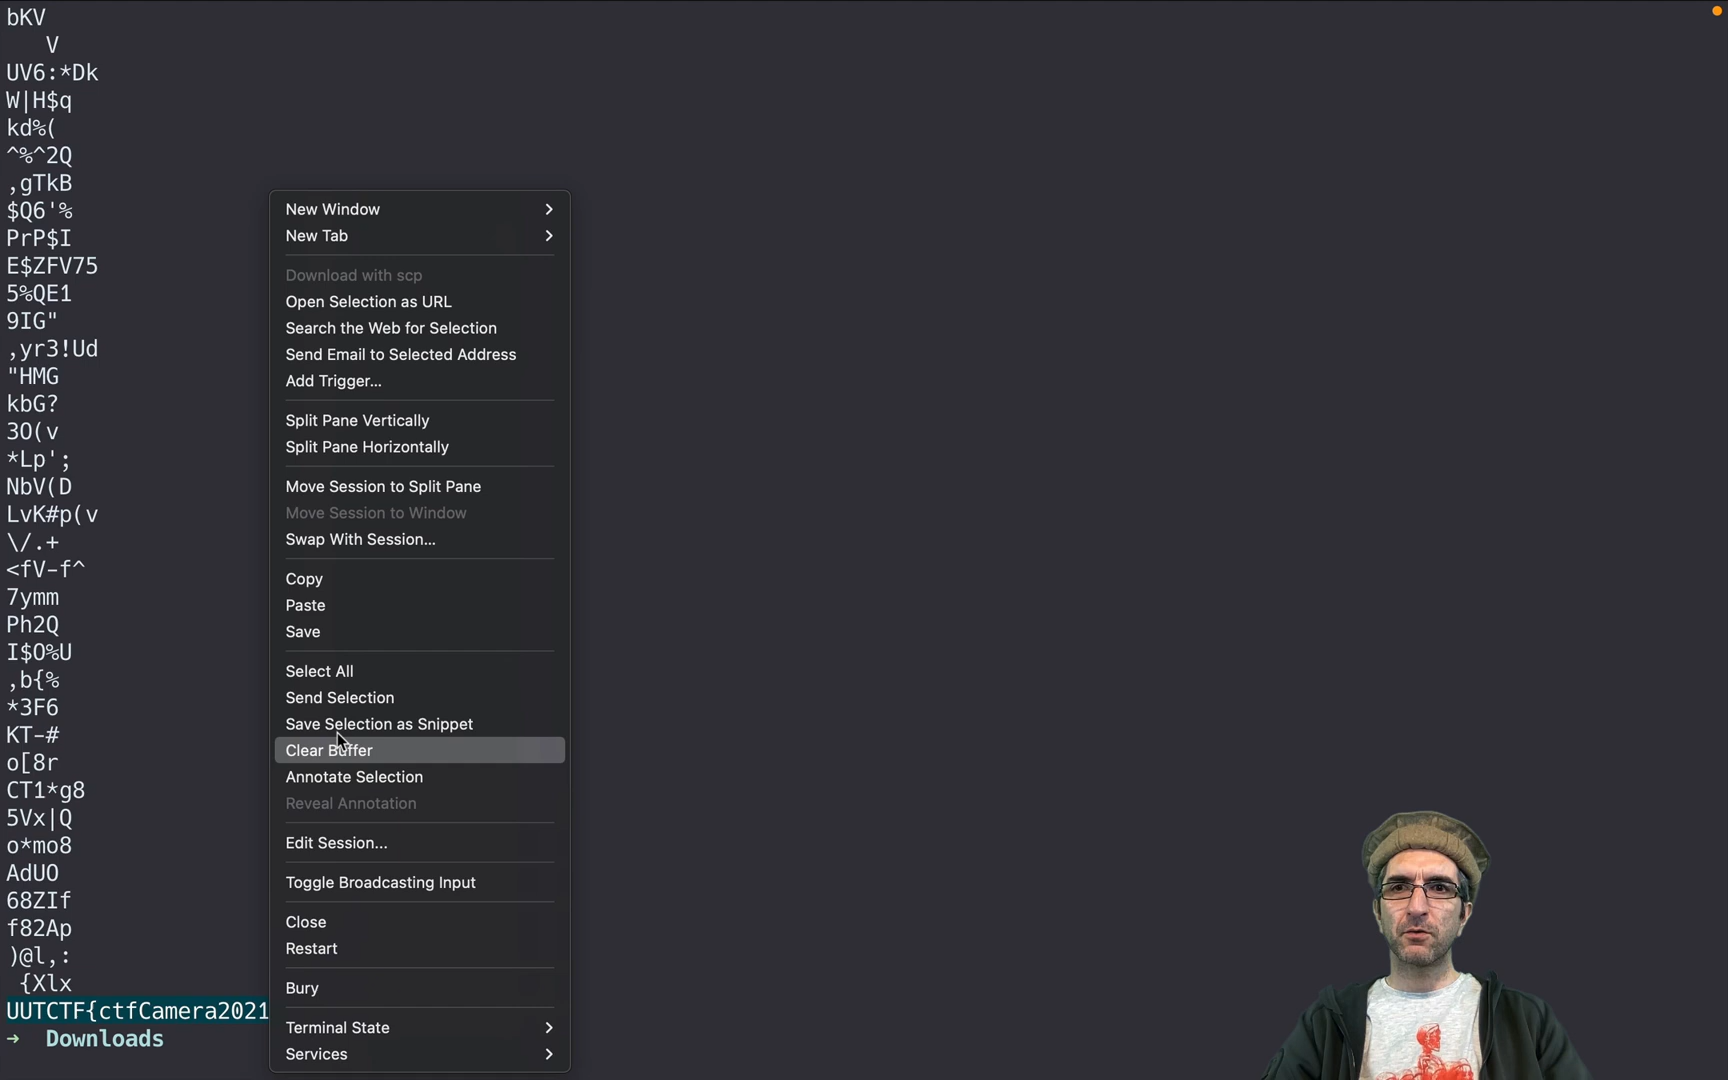 bKV
V
UV6:*Dk
W|H$q
kd%(
^%^2Q
,gTkB
$Q6'%
PrP$I
E$ZFV75
5%QE1
9IG"
,yr3!Ud
"HMG
kbG?
3O(v
*Lp';
NbV(D
LvK#p(v
\/.+
<fV-f^
7ymm
Ph2Q
I$O%U
,b{%
*3F6
KT-#
o[8r
CT1*g8
5Vx|Q
o*mo8
AdUO
68ZIf
f82Ap
)@l,:
{Xlx
UUTCTF{ctfCamera2021
→ Downloads
New Window
New Tab
Download with scp
Open Selection as URL
Search the Web for Selection
Send Email to Selected Address
Add Trigger...
Split Pane Vertically
Split Pane Horizontally
Move Session to Split Pane
Move Session to Window
Swap With Session...
Copy
Paste
Save
Select All
Send Selection
Save Selection as Snippet
Clear Buffer
Annotate Selection
Reveal Annotation
Edit Session...
Toggle Broadcasting Input
Close
Restart
Bury
Terminal State
Services